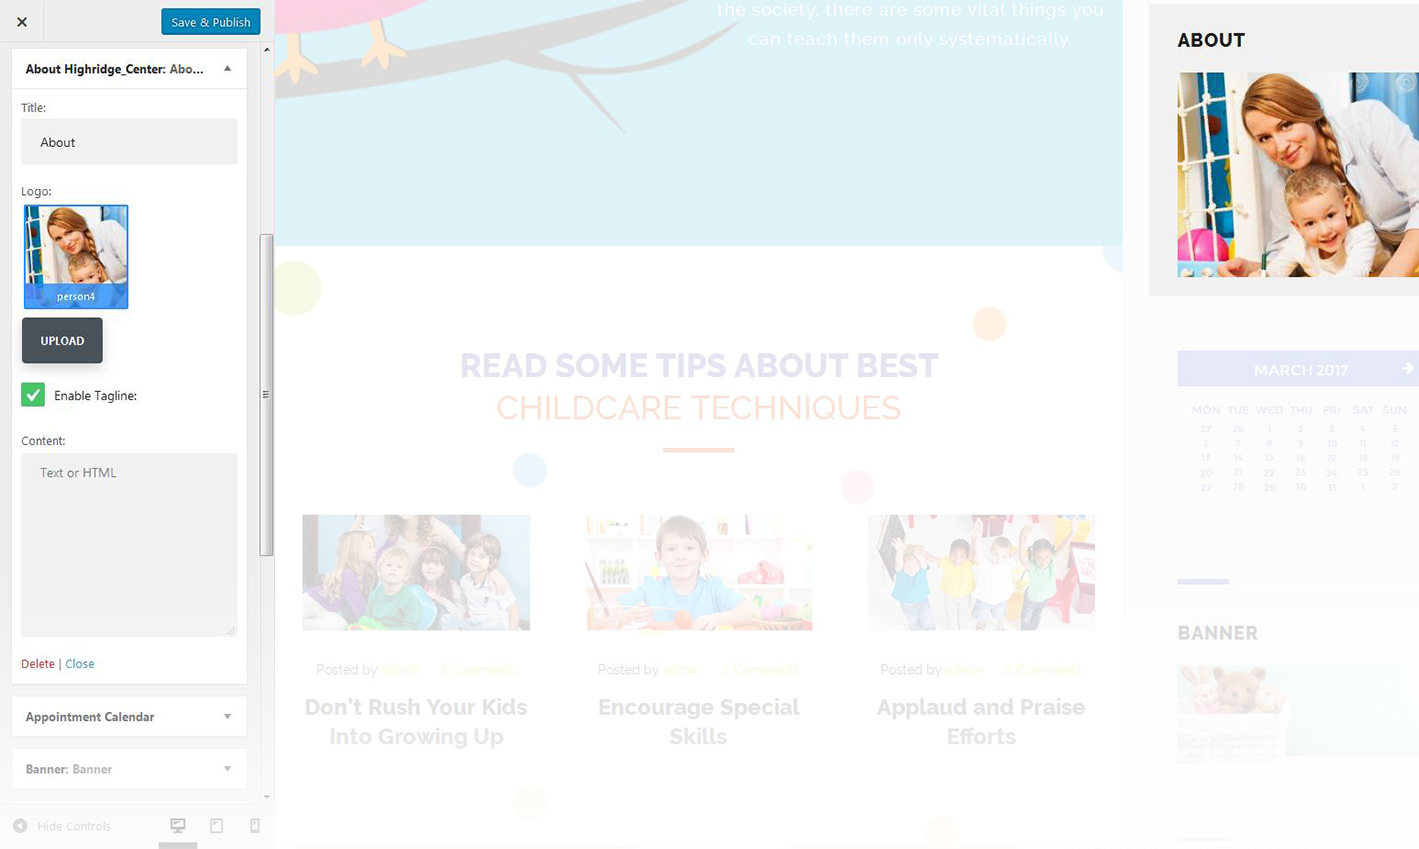 Save & Publish
About Highridge_Center: Abo...
Title:
About
Logo:
person4
UPLOAD
Enable Tagline:
Content:
Text or HTML
Delete | Close
Appointment Calendar
Banner: Banner
Hide Controls
the society, there are some vital things you
can teach them only systematically.
READ SOME TIPS ABOUT BEST
CHILDCARE TECHNIQUES
Posted by admin 2 Comments
Don't Rush Your Kids
Into Growing Up
Posted by admin 0 Comments
Encourage Special
Skills
Posted by admin 0 Comments
Applaud and Praise
Efforts
ABOUT
MARCH 2017
MON TUE WED THU FRI SAT SUN
27 28 1 2 3 4 5
6 7 8 9 10 11 12
13 14 15 16 17 18 19
20 21 22 23 24 25 26
27 28 29 30 31 1 2
BANNER